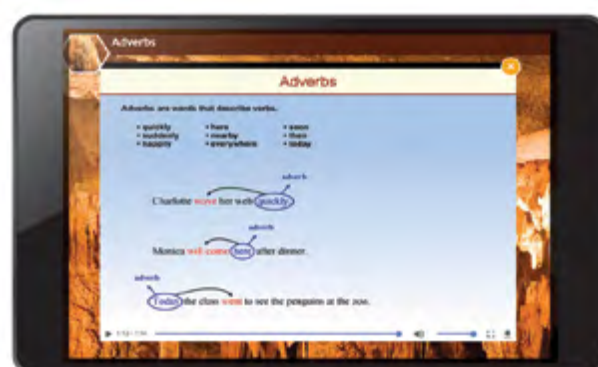 Adverbs
Adverbs
Adverbs are words that describe verbs.
• quickly • here • soon
• suddenly • nearby • then
• happily • everywhere • today
adverb
Charlotte wove her web quickly.
adverb
Monica will come here after dinner.
adverb
Today the class went to see the penguins at the zoo.